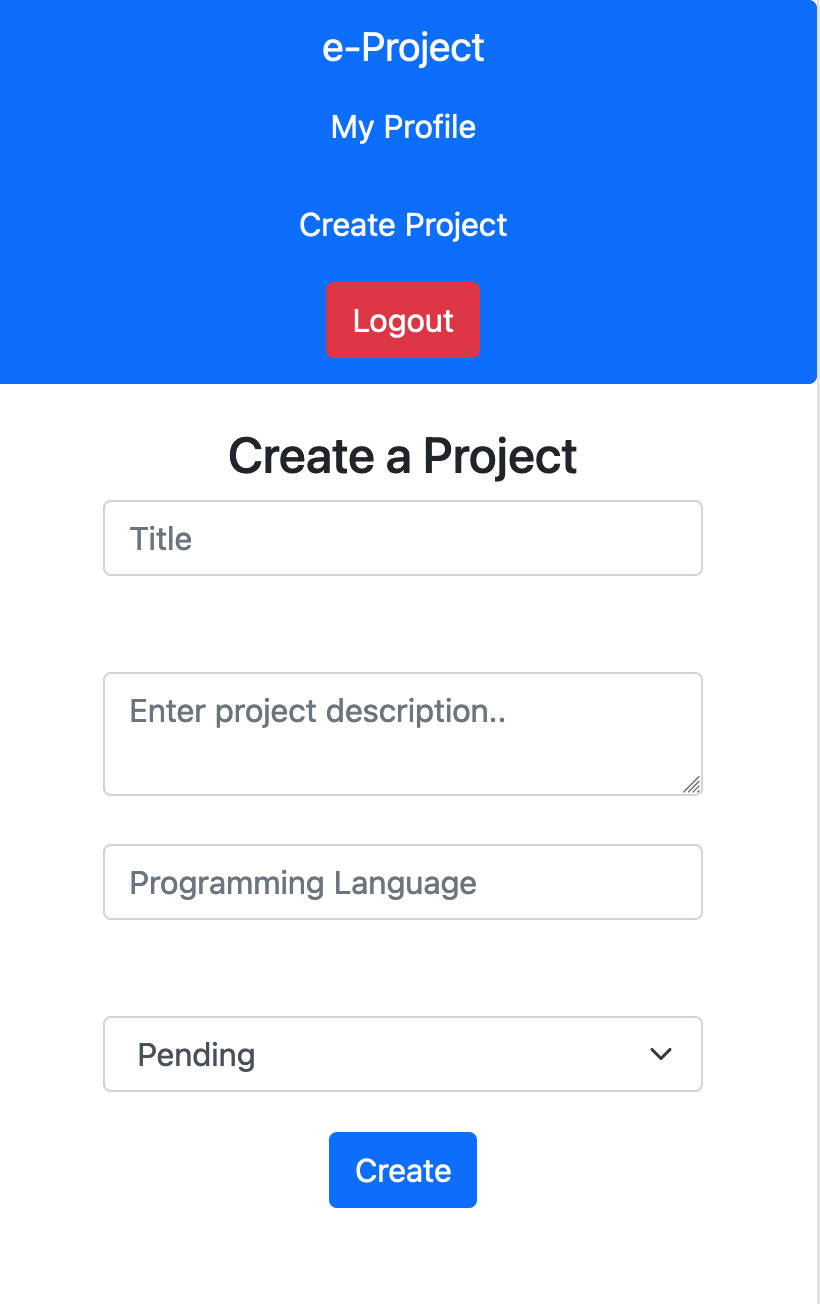 e-Project
My Profile
Create Project
Logout
Create a Project
Title
Enter project description..
Programming Language
Pending
Create